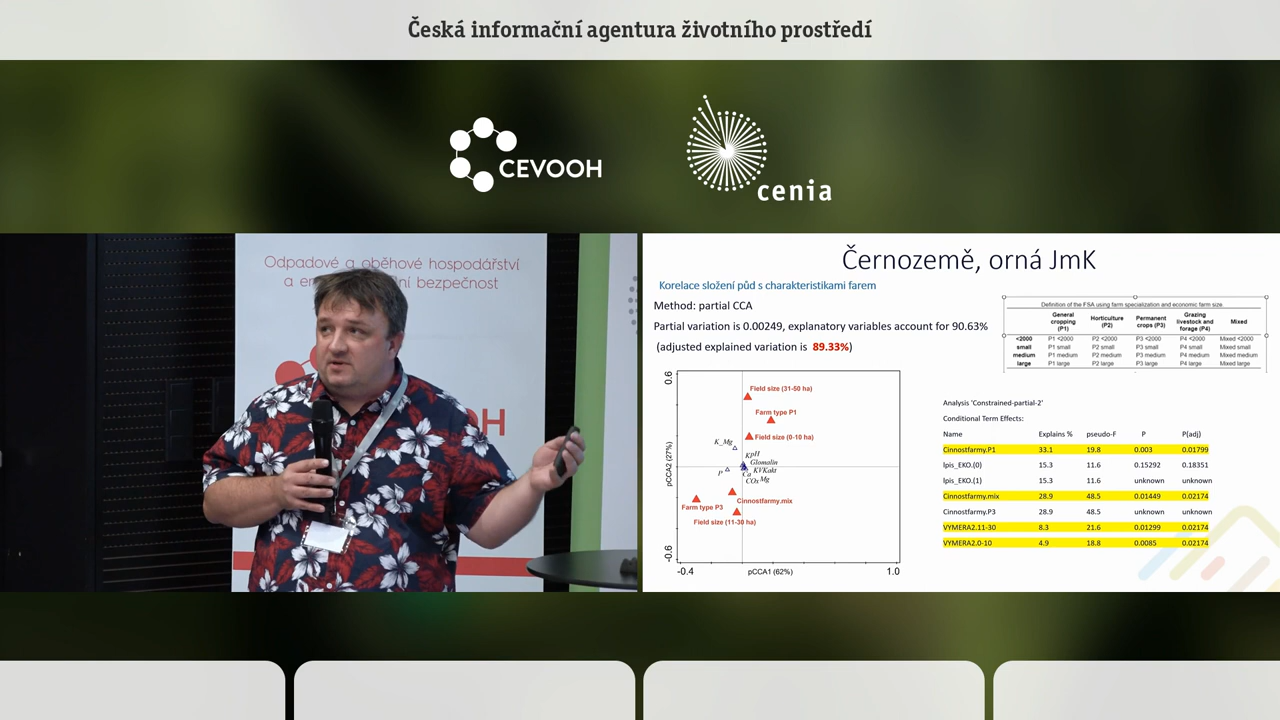 Česká informační agentura životního prostředí
CEVOOH
cenia
Odpadové a oběhové hospodářství
a en
ní bezpečnost
OH
Černozemě, orná JmK
Korelace složení půd s charakteristikami farem
Method: partial CCA
Partial variation is 0.00249, explanatory variables account for 90.63%
(adjusted explained variation is 89.33%)
Definition of the FSA using farm specialization and economic farm size.
General cropping (P1) Horticulture (P2) Permanent crops (P3) Grazing livestock and forage (P4) Mixed
<2000 P1 <2000 P2 <2000 P3 <2000 P4 <2000 Mixed <2000
small P1 small P2 small P3 small P4 small Mixed small
medium P1 medium P2 medium P3 medium P4 medium Mixed medium
large P1 large P2 large P3 large P4 large Mixed large
0.6
pCCA2 (27%)
-0.6
-0.4
pCCA1 (62%)
1.0
Field size (31-50 ha)
Farm type P1
Field size (0-10 ha)
K_Mg
KpH
Glomalin
P
KVKakt
Ca
COx Mg
Cinnostfarmy.mix
Farm type P3
Field size (11-30 ha)
Analysis 'Constrained-partial-2'
Conditional Term Effects:
Name Explains % pseudo-F P P(adj)
Cinnostfarmy.P1 33.1 19.8 0.003 0.01799
lpis_EKO.(0) 15.3 11.6 0.15292 0.18351
lpis_EKO.(1) 15.3 11.6 unknown unknown
Cinnostfarmy.mix 28.9 48.5 0.01449 0.02174
Cinnostfarmy.P3 28.9 48.5 unknown unknown
VYMERA2.11-30 8.3 21.6 0.01299 0.02174
VYMERA2.0-10 4.9 18.8 0.0085 0.02174